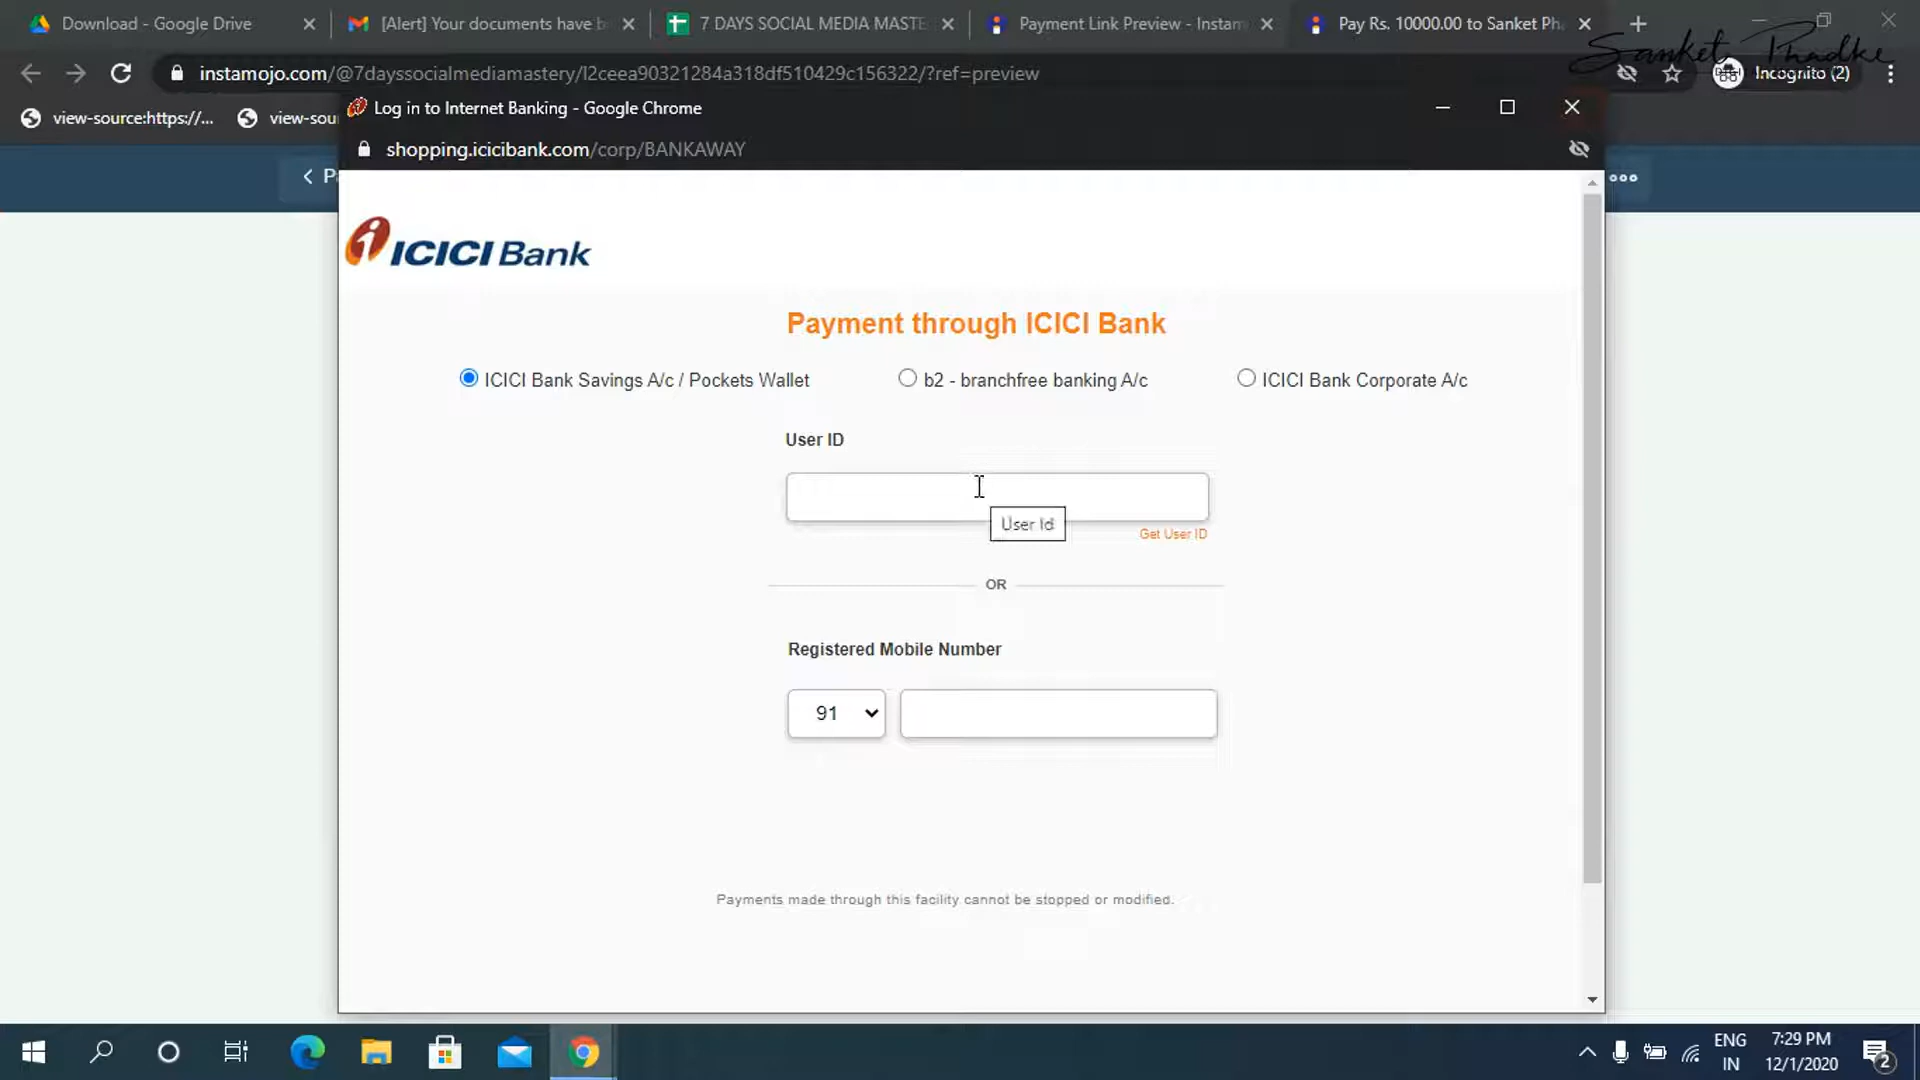 Download - Google Drive
[Alert] Your documents have b
7 DAYS SOCIAL MEDIA MASTE
Payment Link Preview - Instam
Pay Rs. 10000.00 to Sanket Ph
Sanket Phadke
instamojo.com/@7dayssocialmediamastery/l2ceea90321284a318df510429c156322/?ref=preview
Incognito (2)
view-source:https://...
view-sou
Log in to Internet Banking - Google Chrome
shopping.icicibank.com/corp/BANKAWAY
P
ICICI Bank
Payment through ICICI Bank
ICICI Bank Savings A/c / Pockets Wallet
b2 - branchfree banking A/c
ICICI Bank Corporate A/c
User ID
User Id
Get User ID
OR
Registered Mobile Number
91
Payments made through this facility cannot be stopped or modified.
ENG
IN
7:29 PM
12/1/2020
2